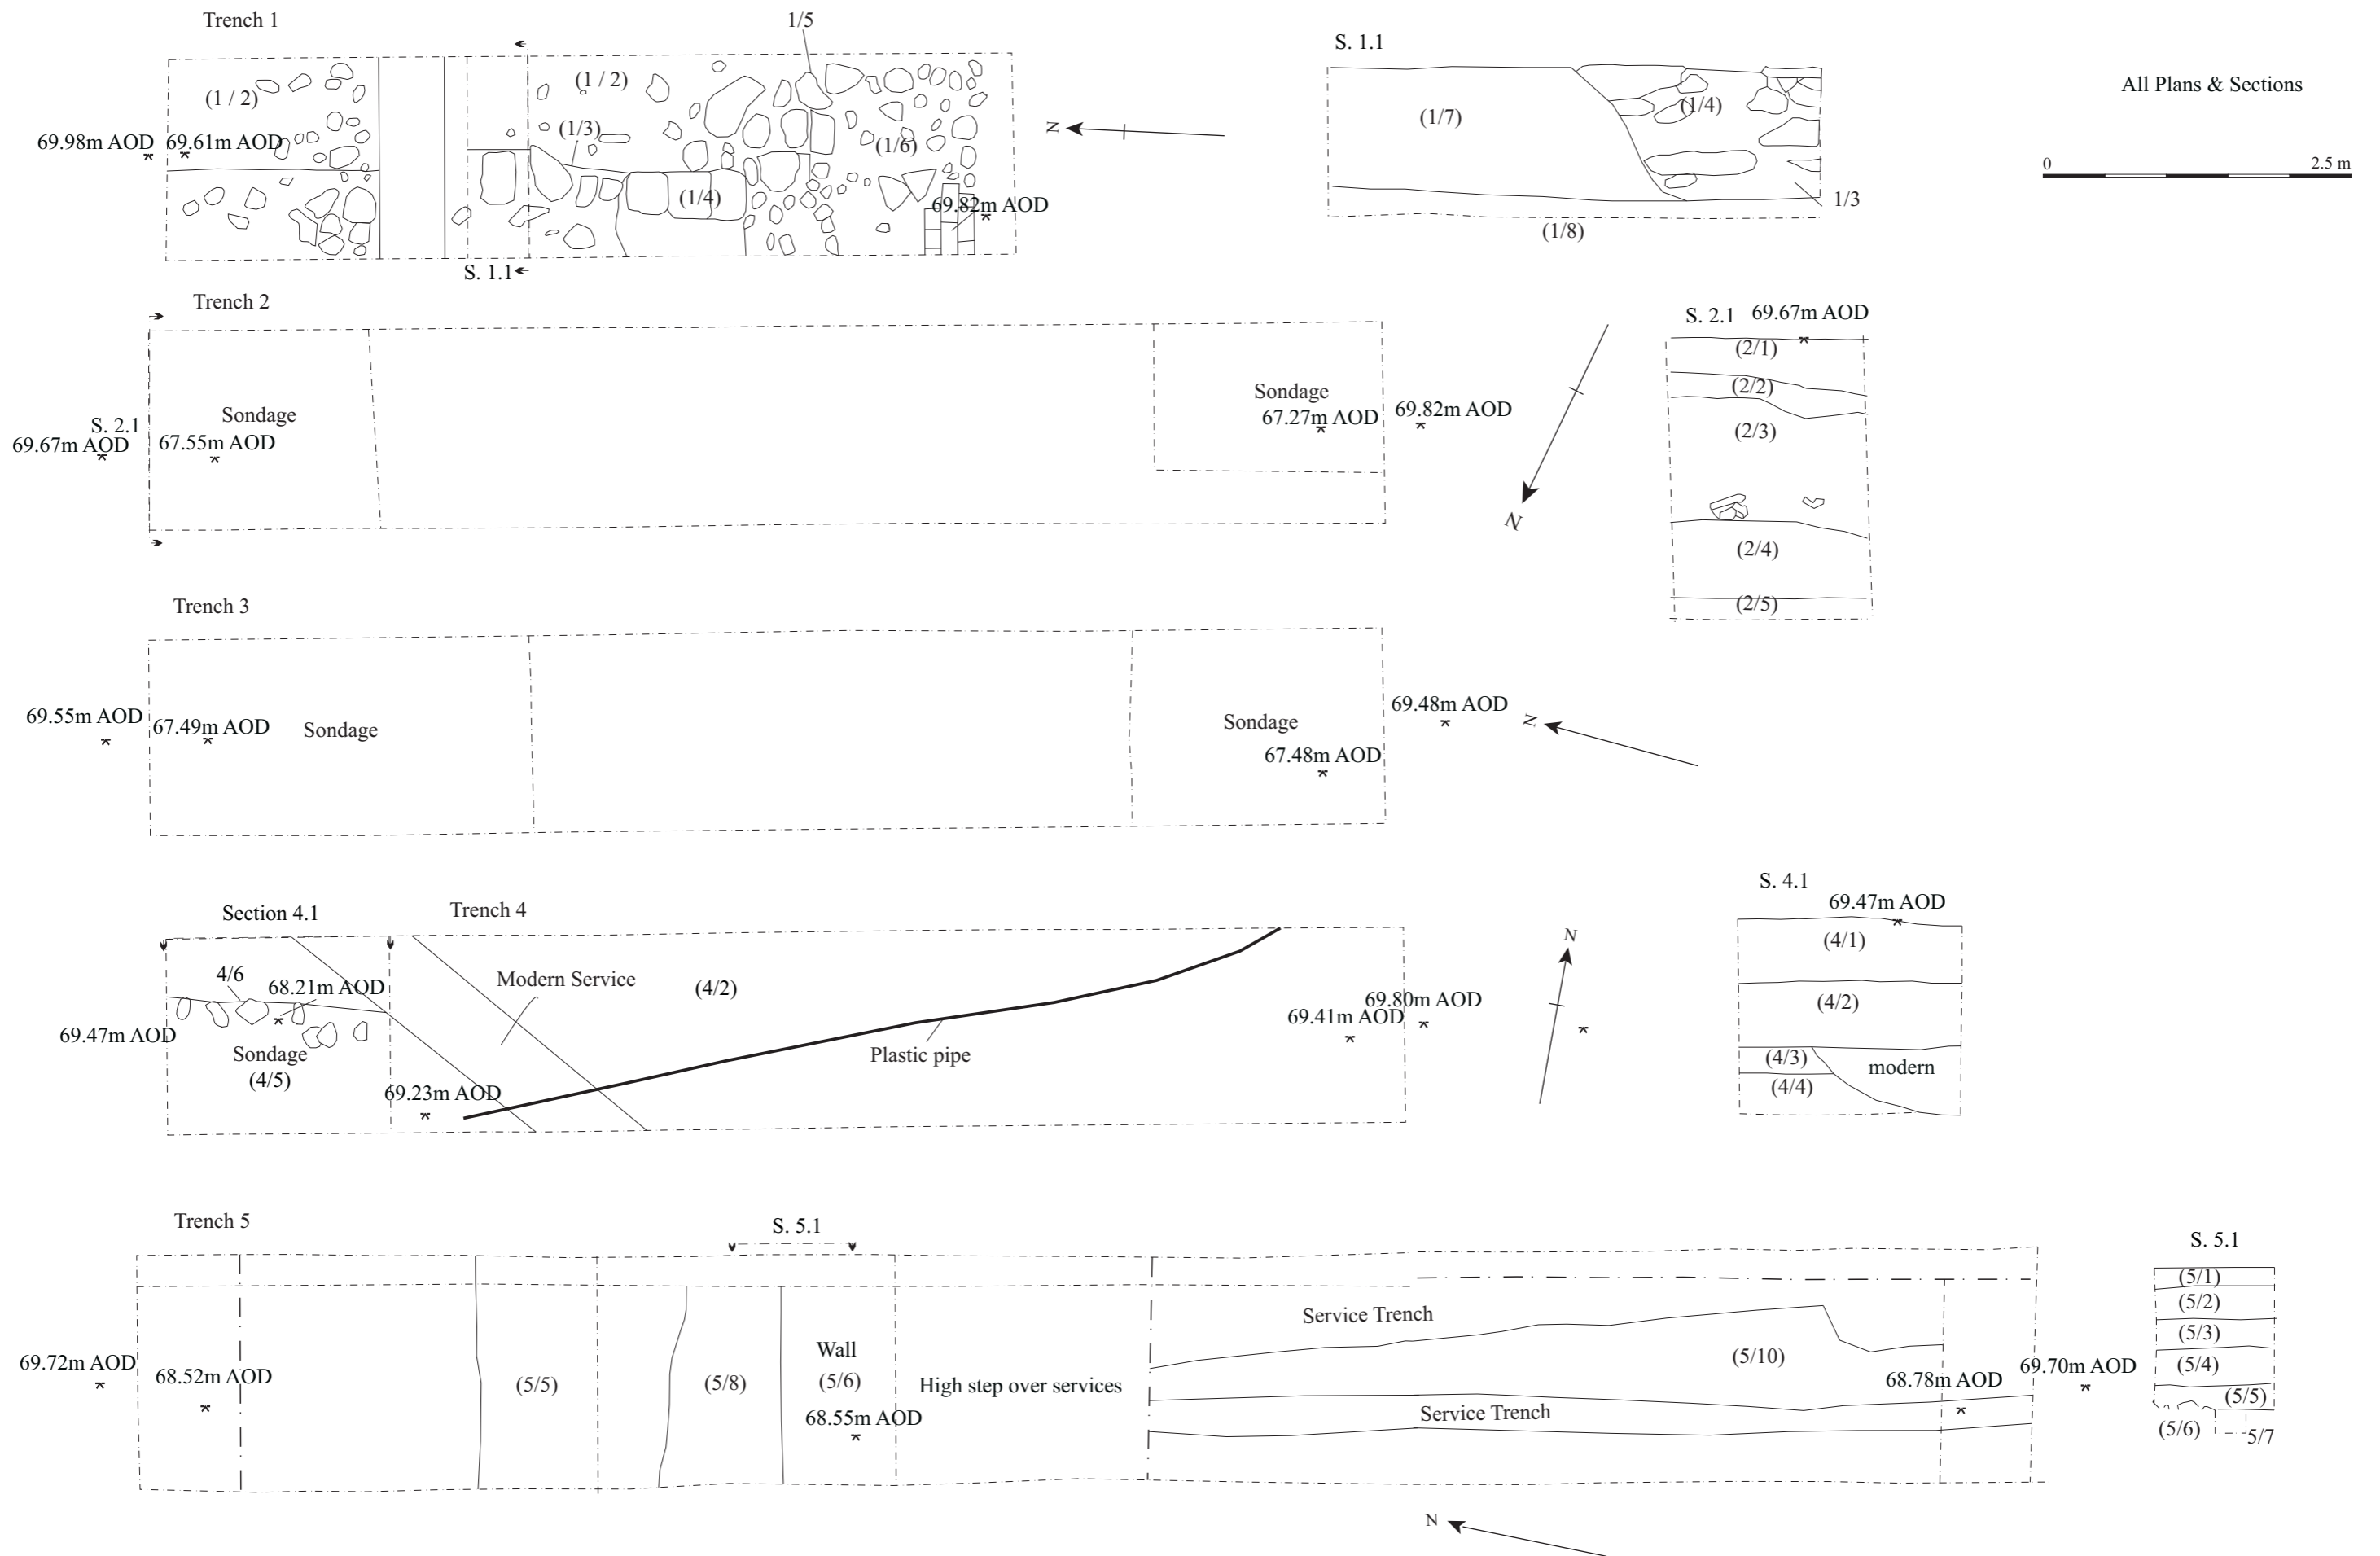 Trench 1
1/5
S. 1.1
All Plans & Sections
(1 / 2)
(1 / 2)
(1/3)
69.98m AOD
69.61m AOD
(1/6)
(1/4)
69.82m AOD
S. 1.1
N
(1/7)
(1/4)
1/3
(1/8)
0
2.5 m
Trench 2
S. 2.1
69.67m AOD
Sondage
67.55m AOD
Sondage
67.27m AOD
69.82m AOD
N
S. 2.1
69.67m AOD
(2/1)
(2/2)
(2/3)
(2/4)
(2/5)
Trench 3
69.55m AOD
67.49m AOD
Sondage
Sondage
67.48m AOD
69.48m AOD
N
Section 4.1
Trench 4
4/6
68.21m AOD
69.47m AOD
Sondage
(4/5)
69.23m AOD
Modern Service
(4/2)
Plastic pipe
69.41m AOD
69.80m AOD
N
S. 4.1
69.47m AOD
(4/1)
(4/2)
(4/3)
modern
(4/4)
Trench 5
S. 5.1
69.72m AOD
68.52m AOD
(5/5)
(5/8)
Wall
(5/6)
68.55m AOD
High step over services
Service Trench
(5/10)
Service Trench
68.78m AOD
69.70m AOD
N
S. 5.1
(5/1)
(5/2)
(5/3)
(5/4)
(5/5)
(5/6)
5/7